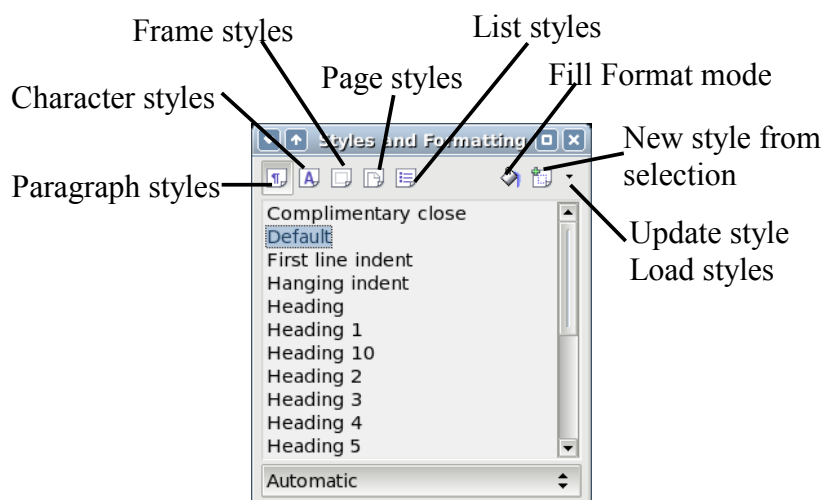 Frame styles
List styles
Page styles
Fill Format mode
Character styles
Styles and Formatting
New style from
selection
Paragraph styles
Update style
Load styles
Complimentary close
Default
First line indent
Hanging indent
Heading
Heading 1
Heading 10
Heading 2
Heading 3
Heading 4
Heading 5
Automatic